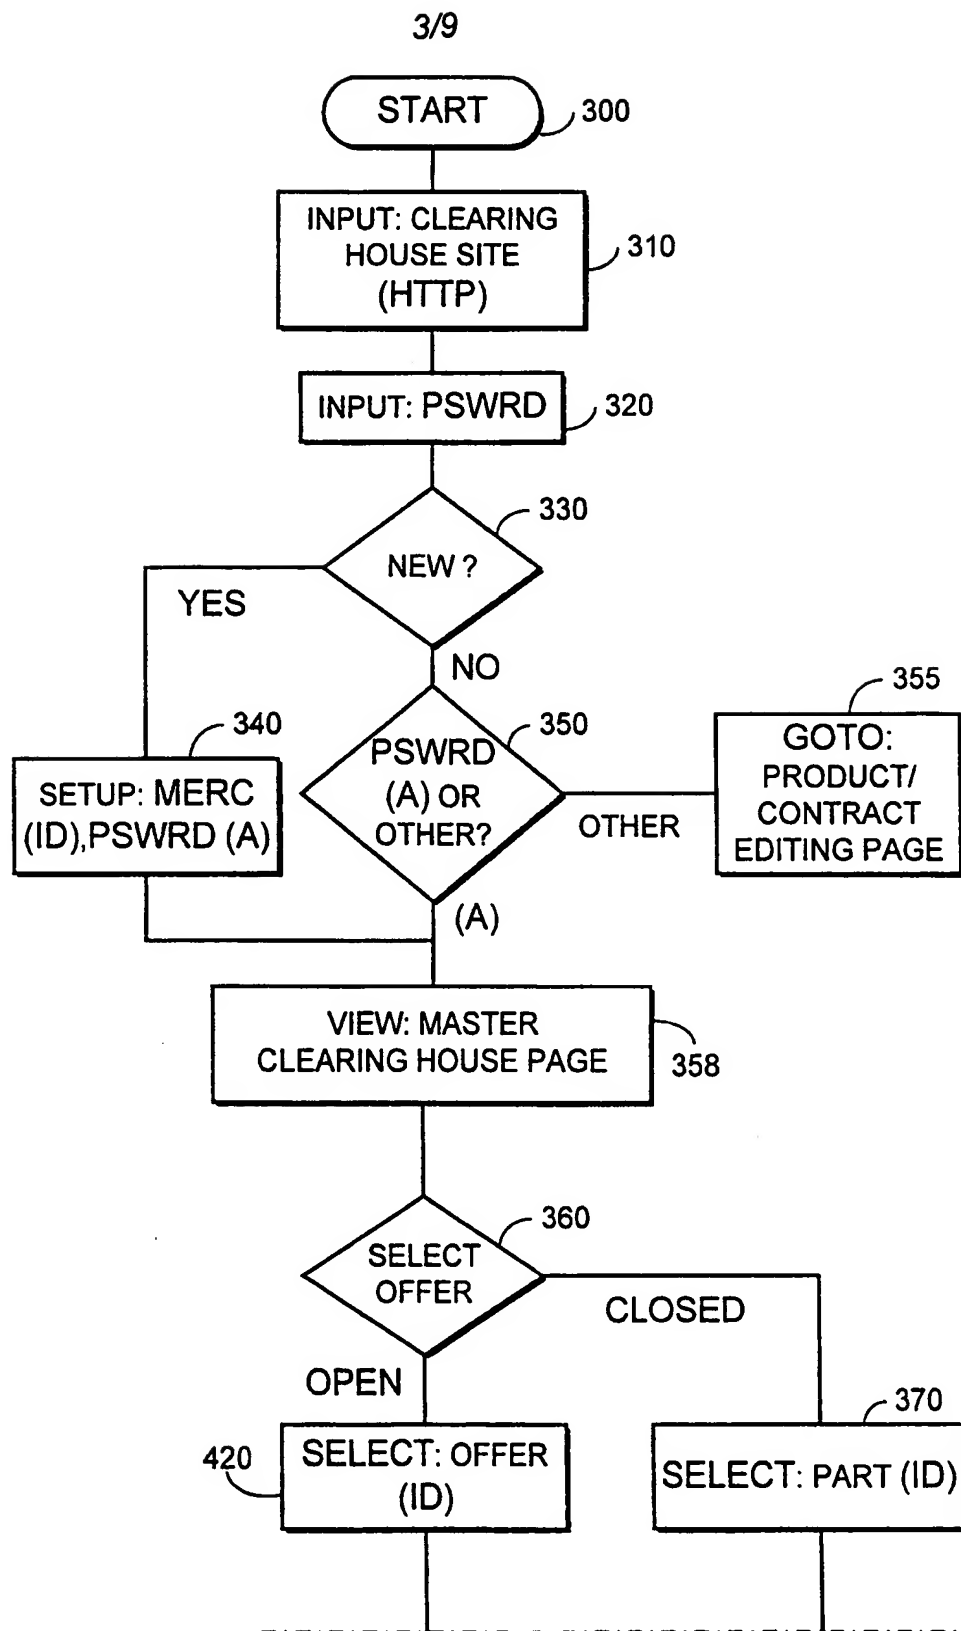 3/9
START
300
INPUT: CLEARING
HOUSE SITE
(HTTP)
310
INPUT: PSWRD
320
330
NEW ?
YES
NO
340
SETUP: MERC
(ID),PSWRD (A)
350
PSWRD
(A) OR
OTHER?
OTHER
355
GOTO:
PRODUCT/
CONTRACT
EDITING PAGE
(A)
VIEW: MASTER
CLEARING HOUSE PAGE
358
360
SELECT
OFFER
CLOSED
OPEN
420
SELECT: OFFER
(ID)
370
SELECT: PART (ID)